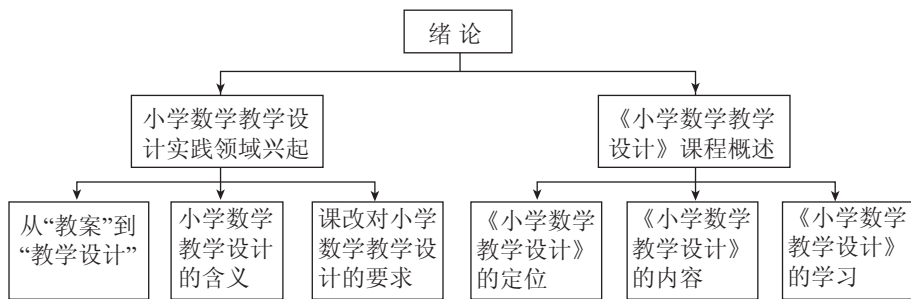 绪 论
小学数学教学设
计实践领域兴起
《小学数学教学
设计》课程概述
从“教案”到
“教学设计”
小学数学
教学设计
的含义
课改对小学
数学教学设
计的要求
《小学数学
教学设计》
的定位
《小学数学
教学设计》
的内容
《小学数学
教学设计》
的学习